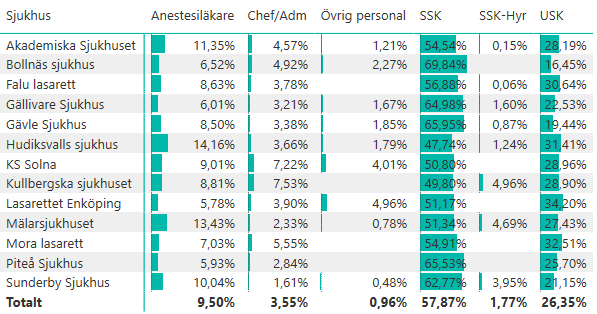 Sjukhus Anestesiläkare Chef/Adm Övrig personal SSK SSK-Hyr USK
Akademiska Sjukhuset 11,35% 4,57% 1,21% 54,54% 0,15% 28,19%
Bollnäs sjukhus 6,52% 4,92% 2,27% 69,84% 16,45%
Falu lasarett 8,63% 3,78% 56,88% 0,06% 30,64%
Gällivare Sjukhus 6,01% 3,21% 1,67% 64,98% 1,60% 22,53%
Gävle Sjukhus 8,50% 3,38% 1,85% 65,95% 0,87% 19,44%
Hudiksvalls sjukhus 14,16% 3,66% 1,79% 47,74% 1,24% 31,41%
KS Solna 9,01% 7,22% 4,01% 50,80% 28,96%
Kullbergska sjukhuset 8,81% 7,53% 49,80% 4,96% 28,90%
Lasarettet Enköping 5,78% 3,90% 4,96% 51,17% 34,20%
Mälarsjukhuset 13,43% 2,33% 0,78% 51,34% 4,69% 27,43%
Mora lasarett 7,03% 5,55% 54,91% 32,51%
Piteå Sjukhus 5,93% 2,84% 65,53% 25,70%
Sunderby Sjukhus 10,04% 1,61% 0,48% 62,77% 3,95% 21,15%
Totalt 9,50% 3,55% 0,96% 57,87% 1,77% 26,35%